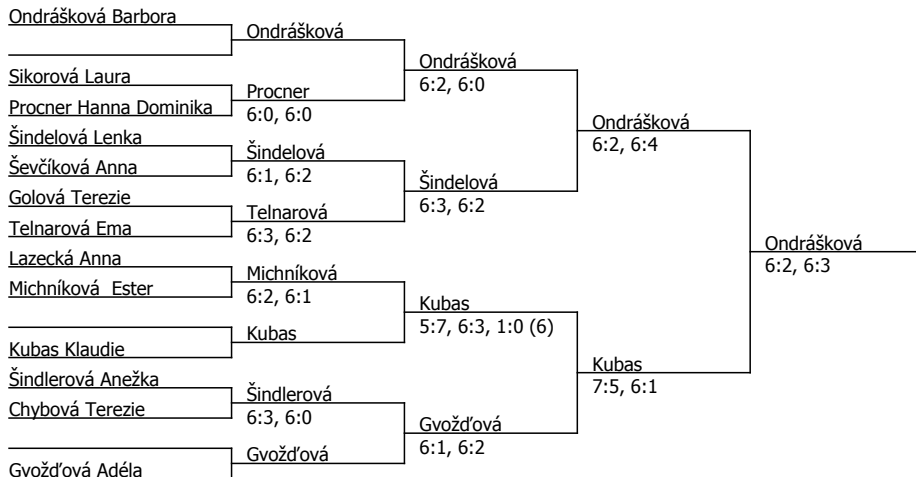 Ondrášková Barbora
Ondrášková
Ondrášková
6:2, 6:0
Sikorová Laura
Procner
6:0, 6:0
Procner Hanna Dominika
Ondrášková
6:2, 6:4
Šindelová Lenka
Šindelová
6:1, 6:2
Ševčíková Anna
Šindelová
6:3, 6:2
Golová Terezie
Telnarová
6:3, 6:2
Telnarová Ema
Ondrášková
6:2, 6:3
Lazecká Anna
Michníková
6:2, 6:1
Michníková Ester
Kubas
5:7, 6:3, 1:0 (6)
Kubas
Kubas Klaudie
Kubas
7:5, 6:1
Šindlerová Anežka
Šindlerová
6:3, 6:0
Chybová Terezie
Gvožďová
6:1, 6:2
Gvožďová
Gvožďová Adéla